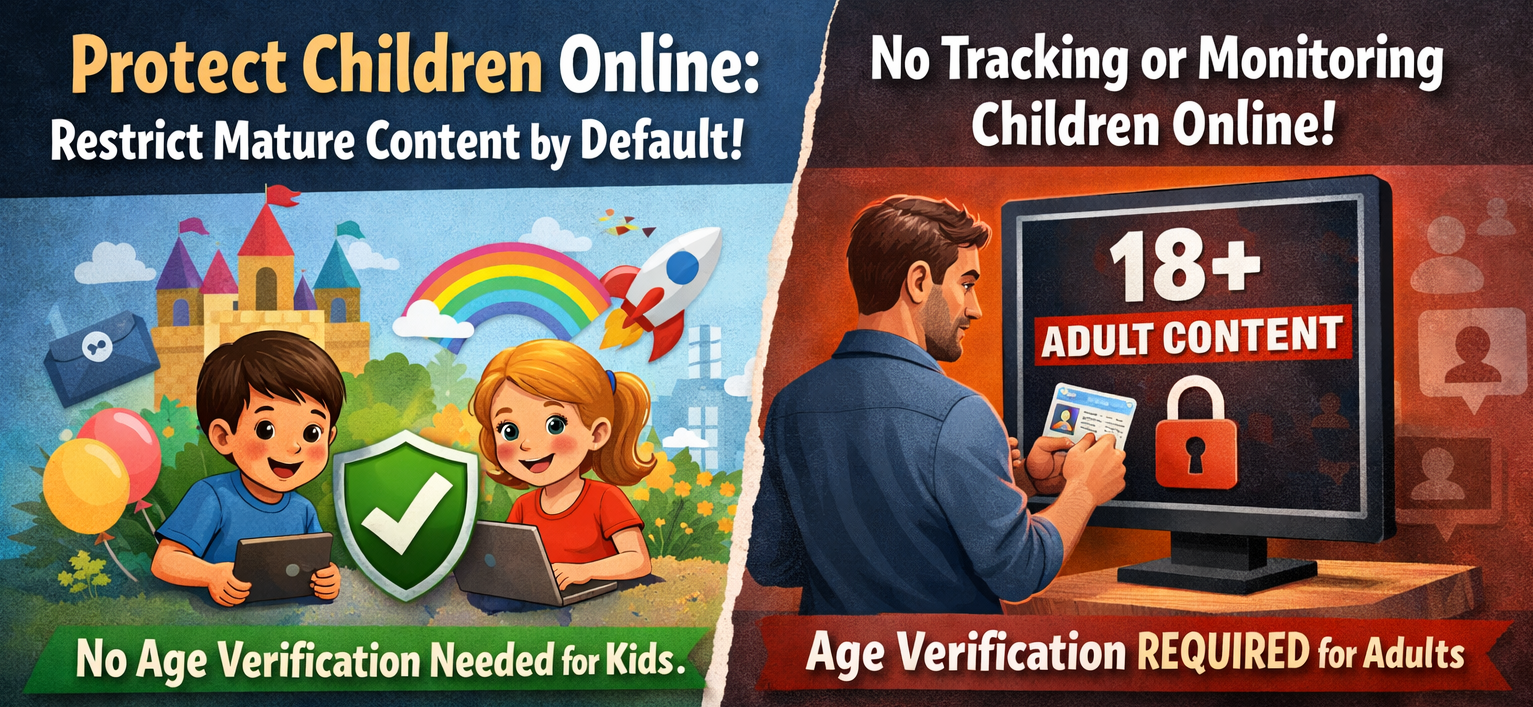 Protect Children Online:
Restrict Mature Content by Default!
No Age Verification Needed for Kids.
No Tracking or Monitoring
Children Online!
18+
ADULT CONTENT
Age Verification REQUIRED for Adults